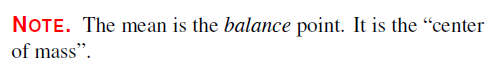 NOTE. The mean is the balance point. It is the “center
of mass”.